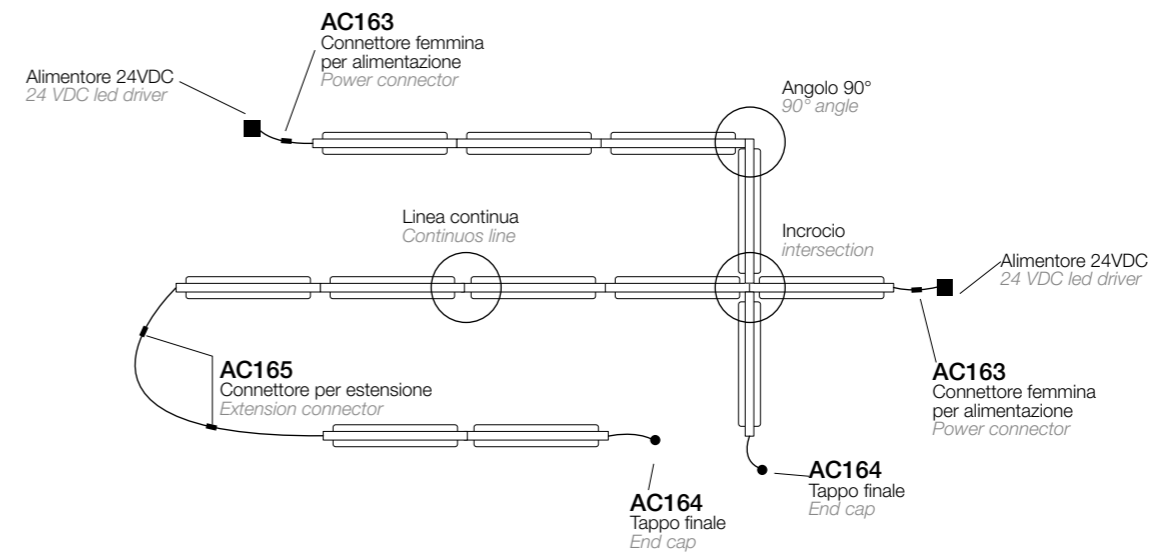 AC163
Connettore femmina
per alimentazione
Power connector
Alimentore 24VDC
24 VDC led driver
Angolo 90°
90° angle
Linea continua
Continuos line
Incrocio
intersection
Alimentore 24VDC
24 VDC led driver
AC165
Connettore per estensione
Extension connector
AC163
Connettore femmina
per alimentazione
Power connector
AC164
Tappo finale
End cap
AC164
Tappo finale
End cap